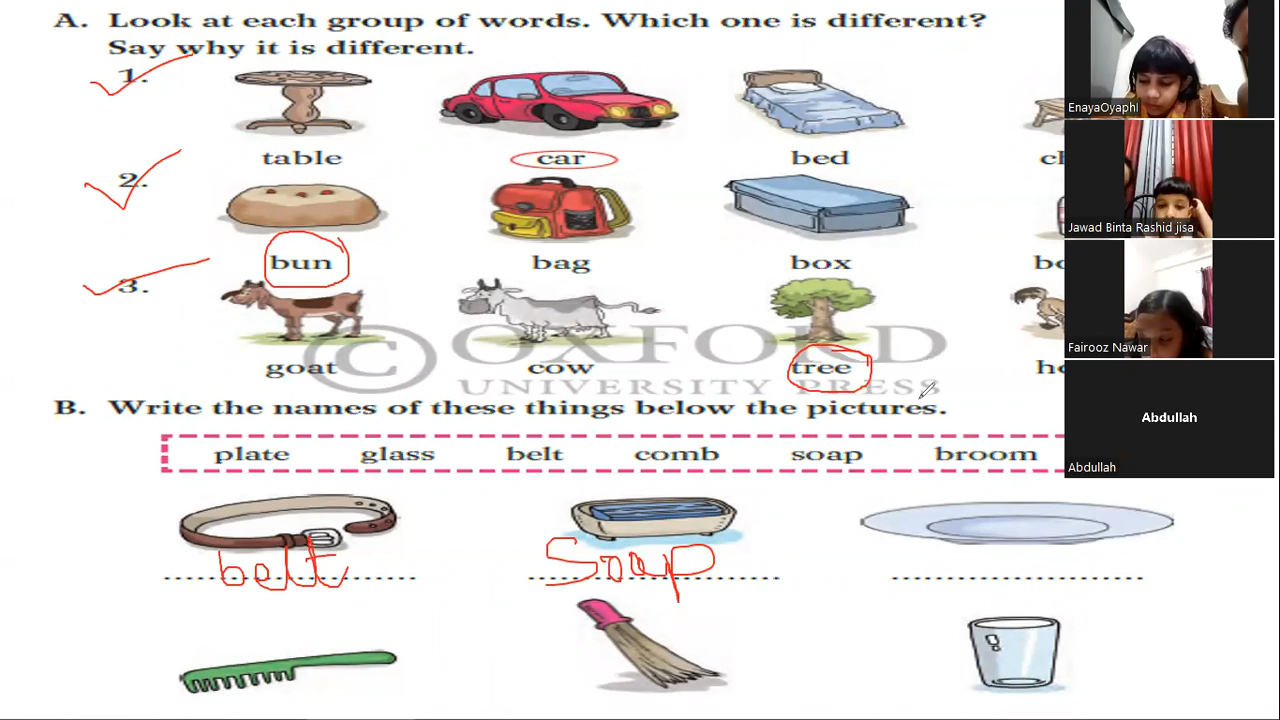 A. Look at each group of words. Which one is different?
Say why it is different.
1.
table car bed
2.
bun bag box
3.
goat cow tree
© OXFORD
UNIVERSITY PRESS
B. Write the names of these things below the pictures.
plate glass belt comb soap broom
belt Soap
EnayaOyaphl
Jawad Binta Rashid jisa
Fairooz Nawar
Abdullah
Abdullah